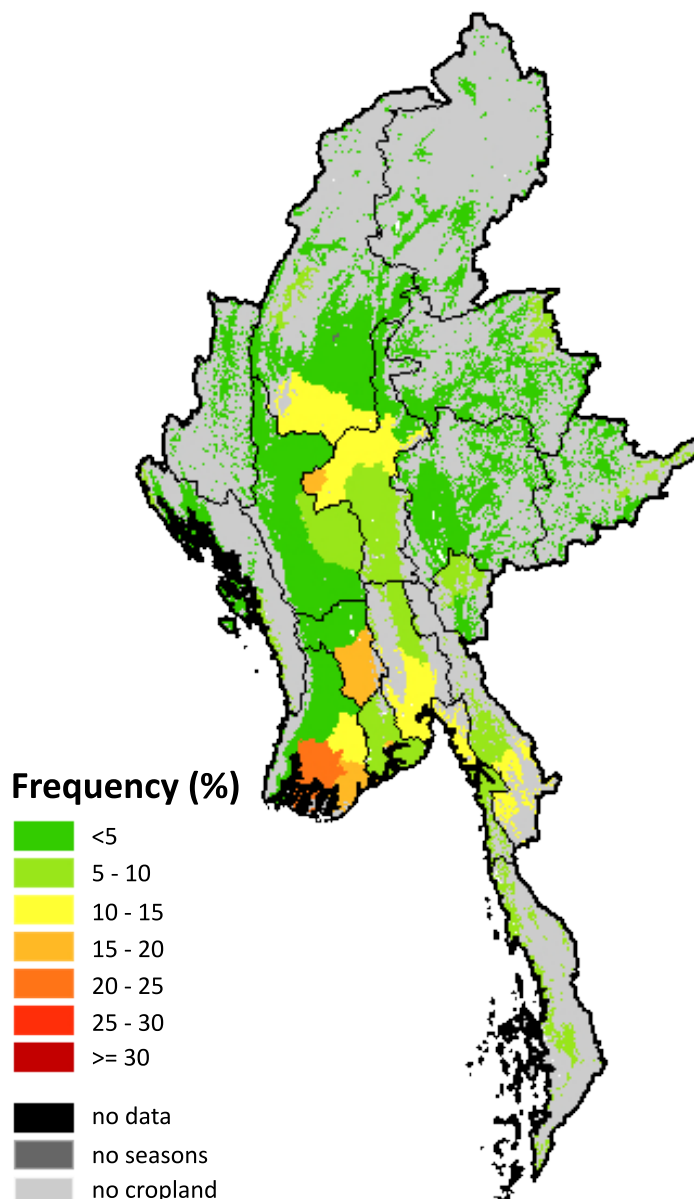 Frequency (%)
<5
5 - 10
10 - 15
15 - 20
20 - 25
25 - 30
>= 30
no data
no seasons
no cropland